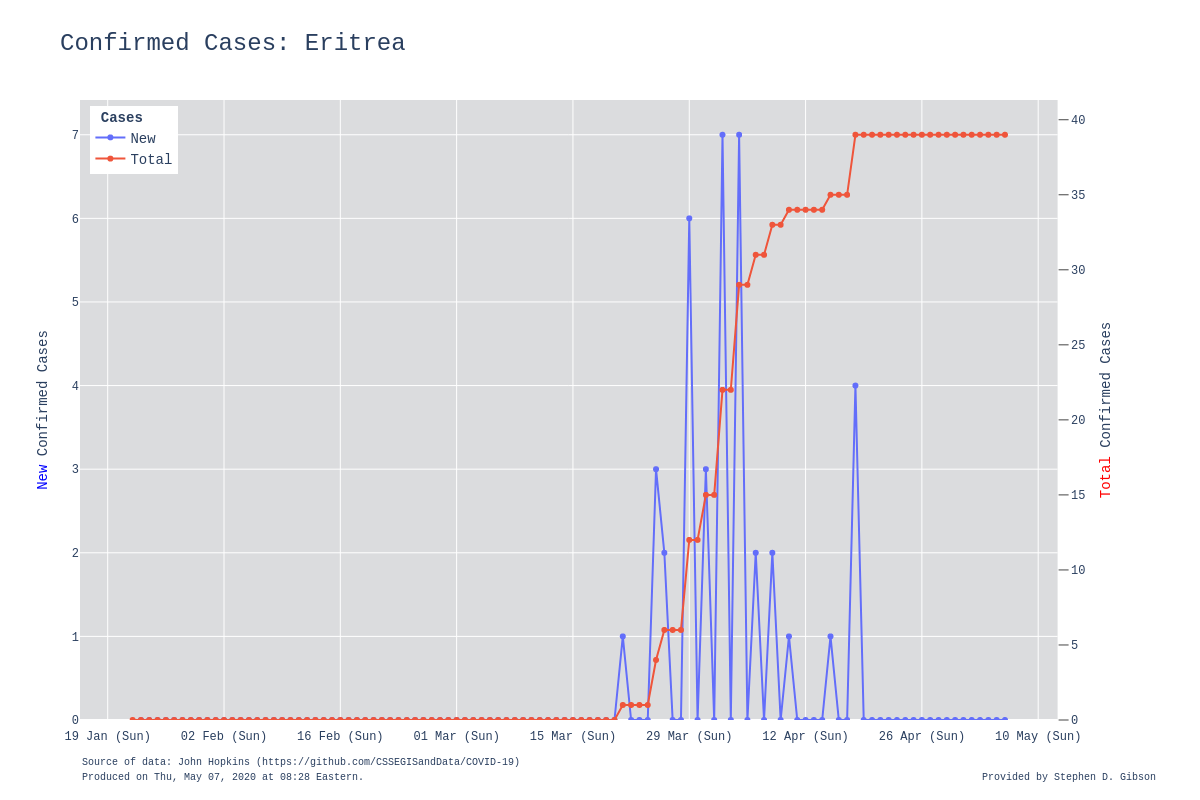 Confirmed Cases: Eritrea
Cases
New
Total
7
6
5
4
3
2
1
0
40
35
30
25
20
15
10
5
0
New Confirmed Cases
Total Confirmed Cases
19 Jan (Sun)
02 Feb (Sun)
16 Feb (Sun)
01 Mar (Sun)
15 Mar (Sun)
29 Mar (Sun)
12 Apr (Sun)
26 Apr (Sun)
10 May (Sun)
Source of data: John Hopkins (https://github.com/CSSEGISandData/COVID-19)
Produced on Thu, May 07, 2020 at 08:28 Eastern.
Provided by Stephen D. Gibson